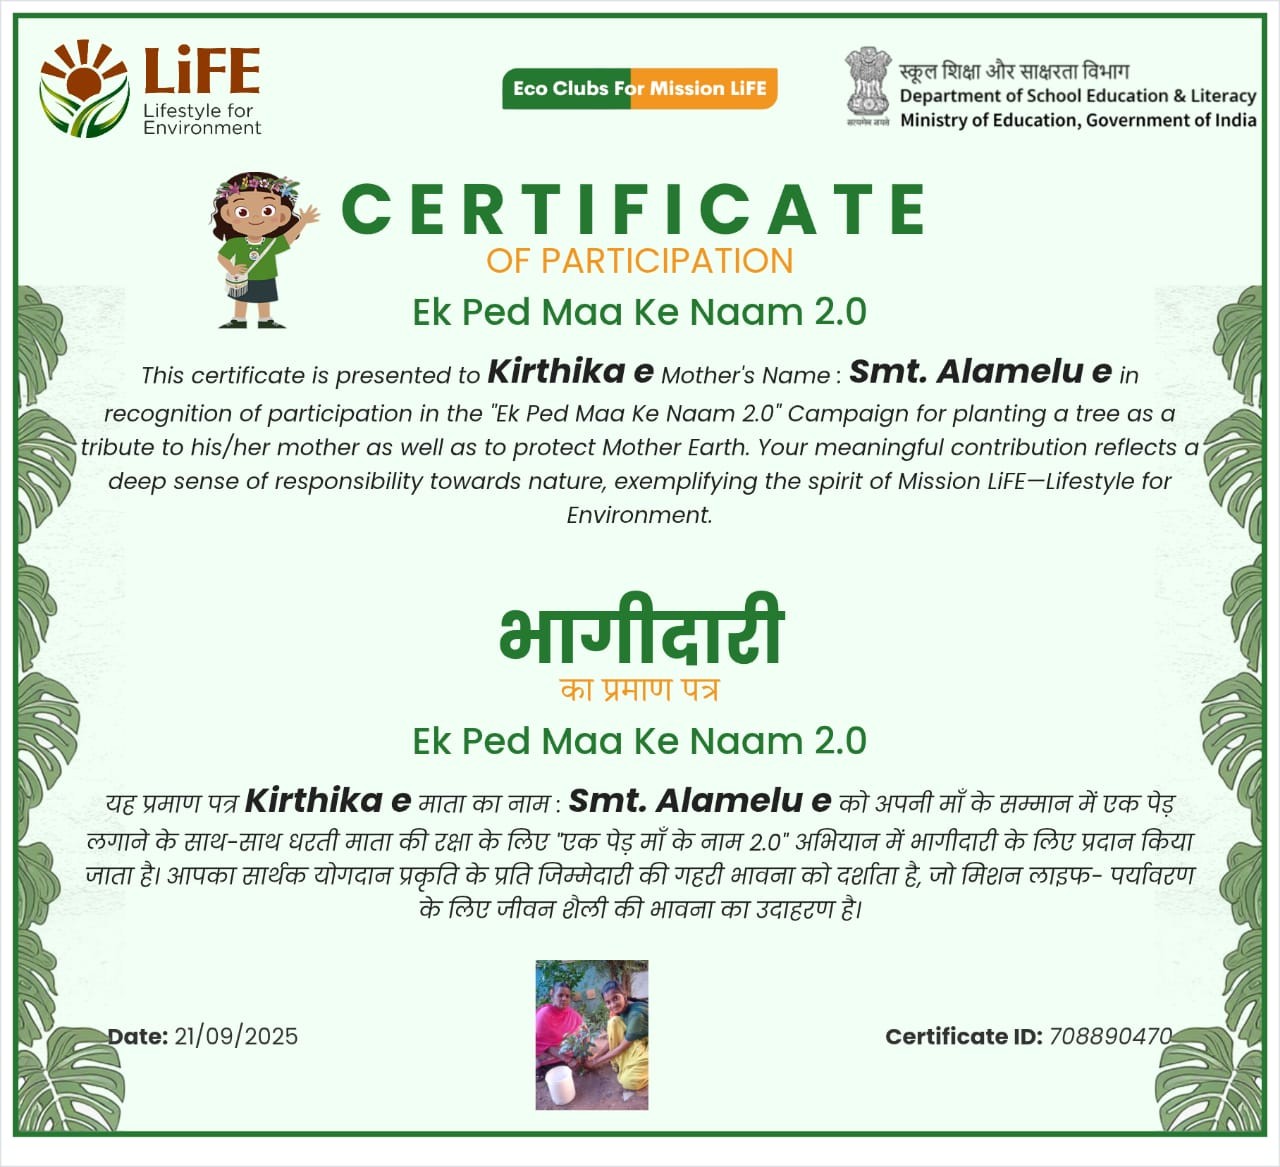 LiFE
Lifestyle for
Environment
Eco Clubs For Mission LiFE
स्कूल शिक्षा और साक्षरता विभाग
Department of School Education & Literacy
Ministry of Education, Government of India
सत्यमेव जयते
CERTIFICATE
OF PARTICIPATION
Ek Ped Maa Ke Naam 2.0
This certificate is presented to Kirthika e Mother's Name : Smt. Alamelu e in
recognition of participation in the "Ek Ped Maa Ke Naam 2.0" Campaign for planting a tree as a
tribute to his/her mother as well as to protect Mother Earth. Your meaningful contribution reflects a
deep sense of responsibility towards nature, exemplifying the spirit of Mission LiFE—Lifestyle for
Environment.
भागीदारी
का प्रमाण पत्र
Ek Ped Maa Ke Naam 2.0
यह प्रमाण पत्र Kirthika e माता का नाम : Smt. Alamelu e को अपनी माँ के सम्मान में एक पेड़
लगाने के साथ-साथ धरती माता की रक्षा के लिए "एक पेड़ माँ के नाम 2.0" अभियान में भागीदारी के लिए प्रदान किया
जाता है। आपका सार्थक योगदान प्रकृति के प्रति जिम्मेदारी की गहरी भावना को दर्शाता है, जो मिशन लाइफ- पर्यावरण
के लिए जीवन शैली की भावना का उदाहरण है।
Date: 21/09/2025
Certificate ID: 708890470